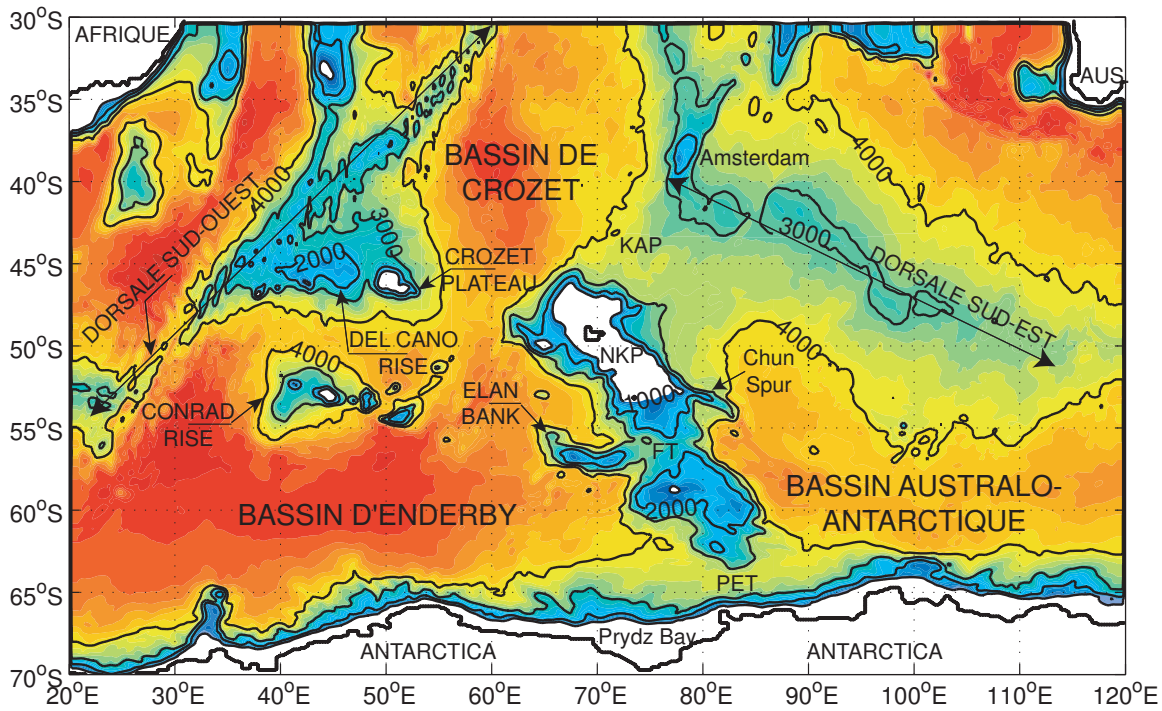 30°S
35°S
40°S
45°S
50°S
55°S
60°S
65°S
70°S
20°E
30°E
40°E
50°E
60°E
70°E
80°E
90°E
100°E
110°E
120°E
AFRIQUE
AUS
BASSIN DE
CROZET
Amsterdam
4000
4000
DORSALE SUD-OUEST
3000
2000
KAP
3000
DORSALE SUD-EST
CROZET
PLATEAU
DEL CANO
RISE
4000
NKP
4000
Chun
Spur
ELAN
BANK
1000
CONRAD
RISE
FT
BASSIN D'ENDERBY
2000
BASSIN AUSTRALO-
ANTARCTIQUE
PET
Prydz Bay
ANTARCTICA
ANTARCTICA